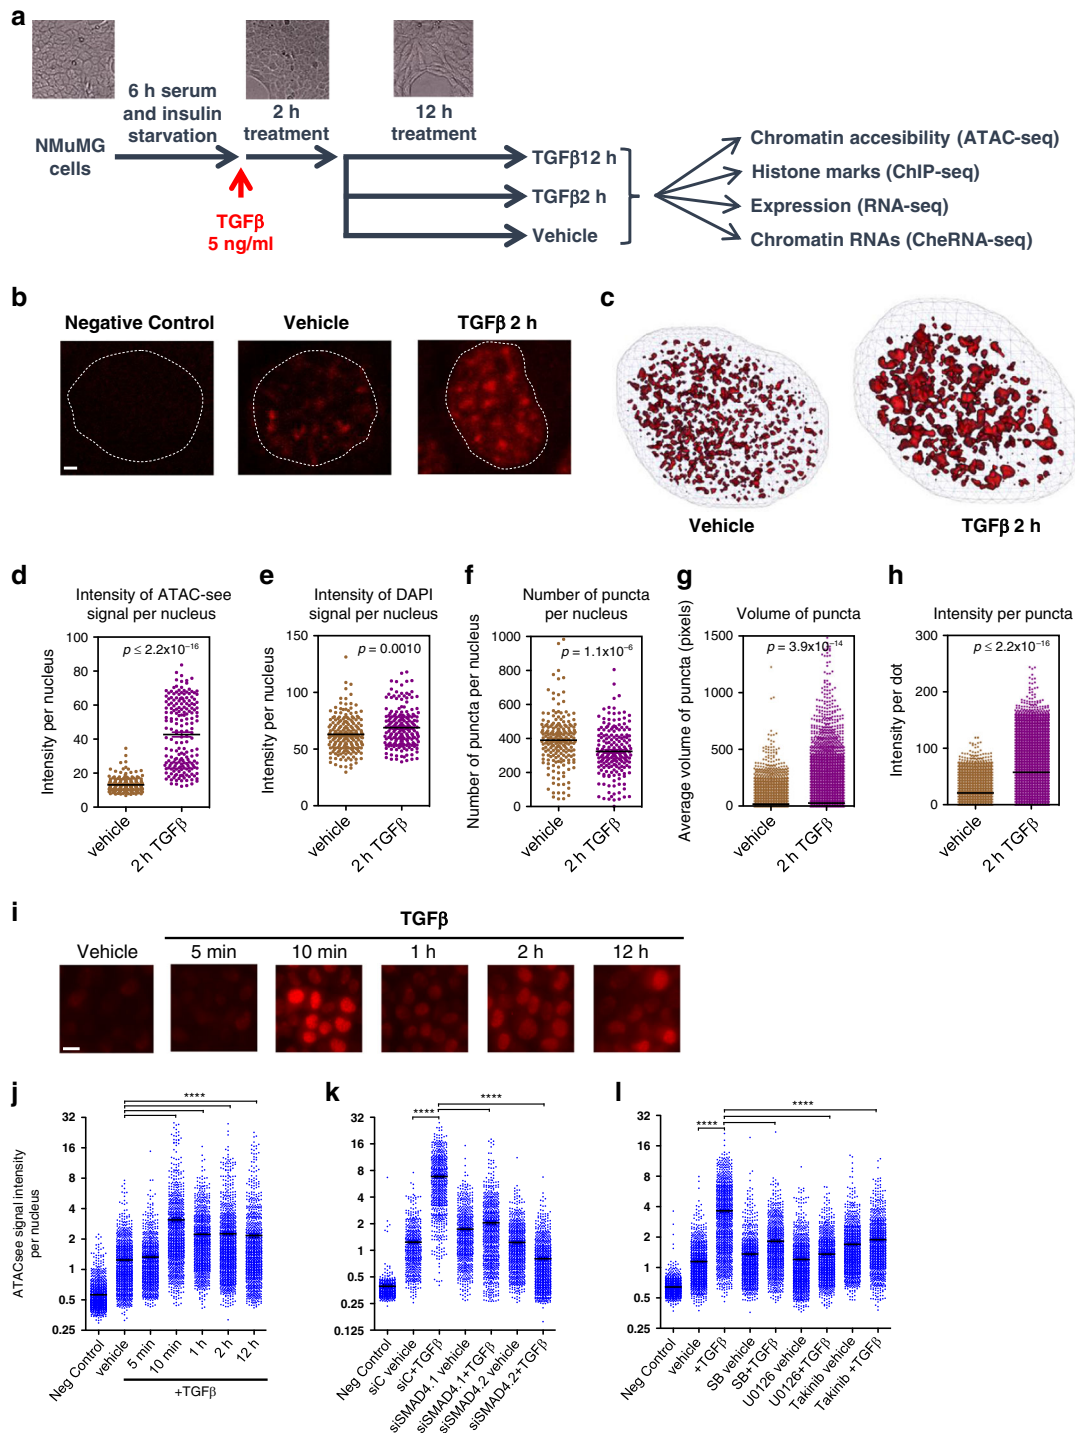 a
6 h serum
and insulin
starvation
2 h
treatment
12 h
treatment
NMuMG
cells
TGFβ
5 ng/ml
TGFβ12 h
TGFβ2 h
Vehicle
Chromatin accesibility (ATAC-seq)
Histone marks (ChIP-seq)
Expression (RNA-seq)
Chromatin RNAs (CheRNA-seq)
b
Negative Control
Vehicle
TGFβ 2 h
c
Vehicle
TGFβ 2 h
d
Intensity of ATAC-see
signal per nucleus
Intensity per nucleus
100
80
60
40
20
0
p ≤ 2.2x10⁻¹⁶
vehicle
2 h TGFβ
e
Intensity of DAPI
signal per nucleus
Intensity per nucleus
150
100
50
0
p = 0.0010
vehicle
2 h TGFβ
f
Number of puncta
per nucleus
Number of puncta per nucleus
1000
800
600
400
200
0
p = 1.1x10⁻⁶
vehicle
2 h TGFβ
g
Volume of puncta
Average volume of puncta (pixels)
1500
1000
500
0
p = 3.9x10⁻¹⁴
vehicle
2 h TGFβ
h
Intensity per puncta
Intensity per dot
300
200
100
0
p ≤ 2.2x10⁻¹⁶
vehicle
2 h TGFβ
i
TGFβ
Vehicle
5 min
10 min
1 h
2 h
12 h
j
ATACsee signal intensity
per nucleus
32
16
8
4
2
1
0.5
0.25
****
Neg Control
vehicle
5 min
10 min
1 h
2 h
12 h
+TGFβ
k
32
16
8
4
2
1
0.5
0.25
0.125
****
****
Neg Control
siC vehicle
siC+TGFβ
siSMAD4.1 vehicle
siSMAD4.1+TGFβ
siSMAD4.2 vehicle
siSMAD4.2+TGFβ
l
32
16
8
4
2
1
0.5
0.25
****
****
Neg Control
vehicle
+TGFβ
SB vehicle
SB+TGFβ
U0126 vehicle
U0126+TGFβ
Takinib vehicle
Takinib +TGFβ